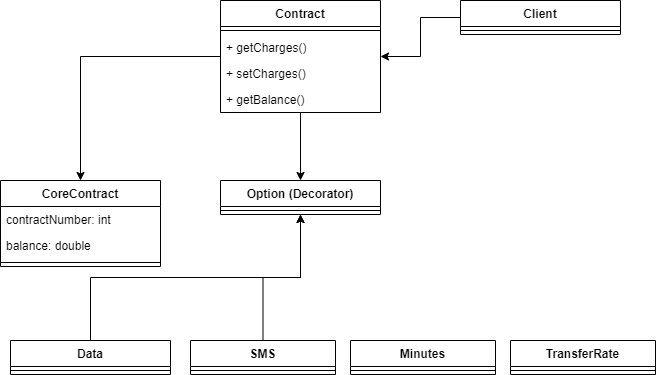 Contract
+ getCharges()
+ setCharges()
+ getBalance()
Client
CoreContract
contractNumber: int
balance: double
Option (Decorator)
Data
SMS
Minutes
TransferRate